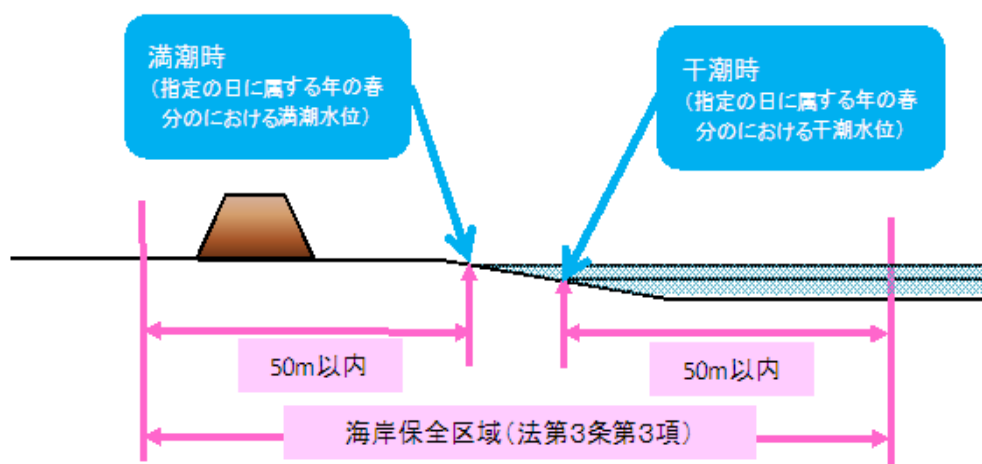 満潮時
(指定の日に属する年の春
分のにおける満潮水位)
干潮時
(指定の日に属する年の春
分のにおける干潮水位)
50m以内
50m以内
海岸保全区域(法第3条第3項)